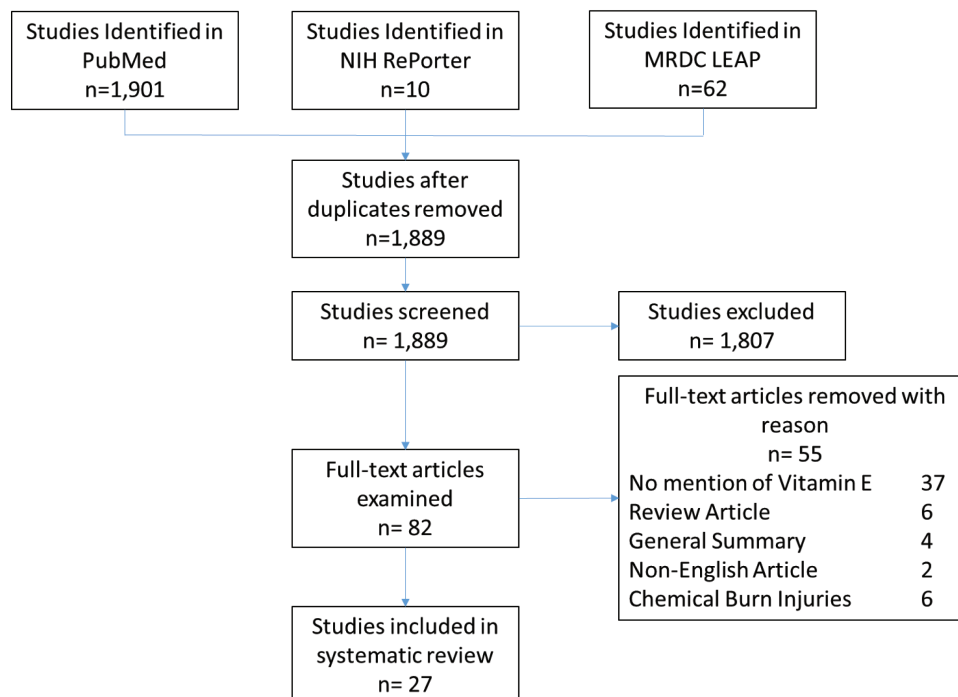 Studies Identified in
PubMed
n=1,901
Studies Identified in
NIH RePorter
n=10
Studies Identified in
MRDC LEAP
n=62
Studies after
duplicates removed
n=1,889
Studies screened
n= 1,889
Studies excluded
n= 1,807
Full-text articles
examined
n= 82
Full-text articles removed with
reason
n= 55
No mention of Vitamin E 37
Review Article 6
General Summary 4
Non-English Article 2
Chemical Burn Injuries 6
Studies included in
systematic review
n= 27